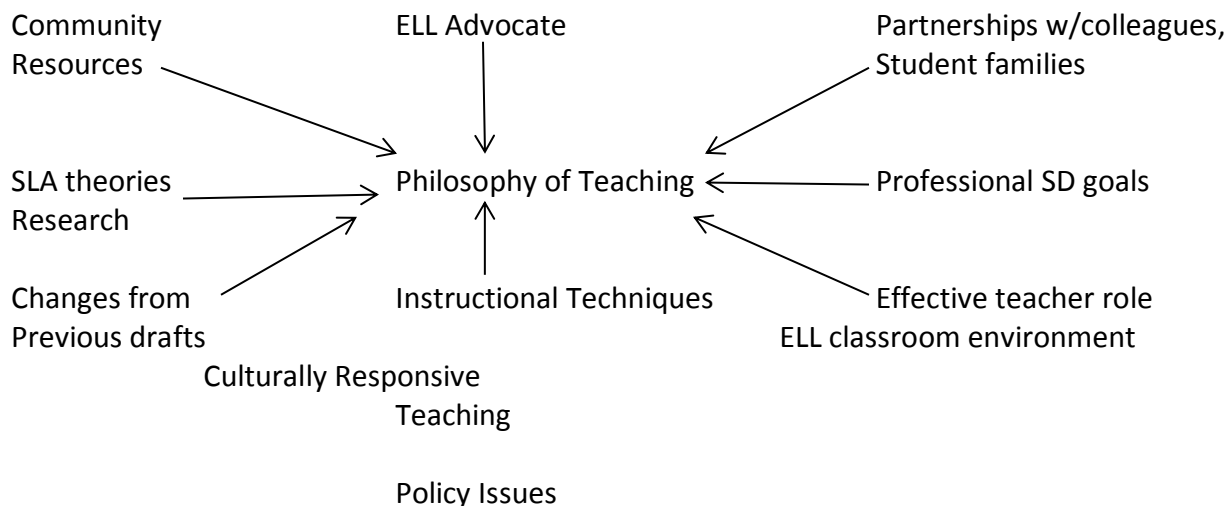 Community ELL Advocate Partnerships w/colleagues,
Resources Student families
SLA theories Philosophy of Teaching Professional SD goals
Research
Changes from Instructional Techniques Effective teacher role
Previous drafts ELL classroom environment
Culturally Responsive
Teaching
Policy Issues